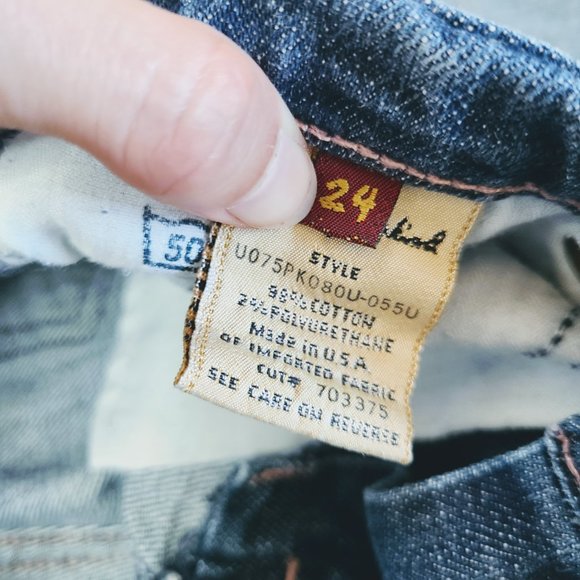 24
50
STYLE
U075PK080U-055U
98% COTTON
2% POLYURETHANE
Made in U.S.A.
OF IMPORTED FABRIC
CUT# 703375
SEE CARE ON REVERSE